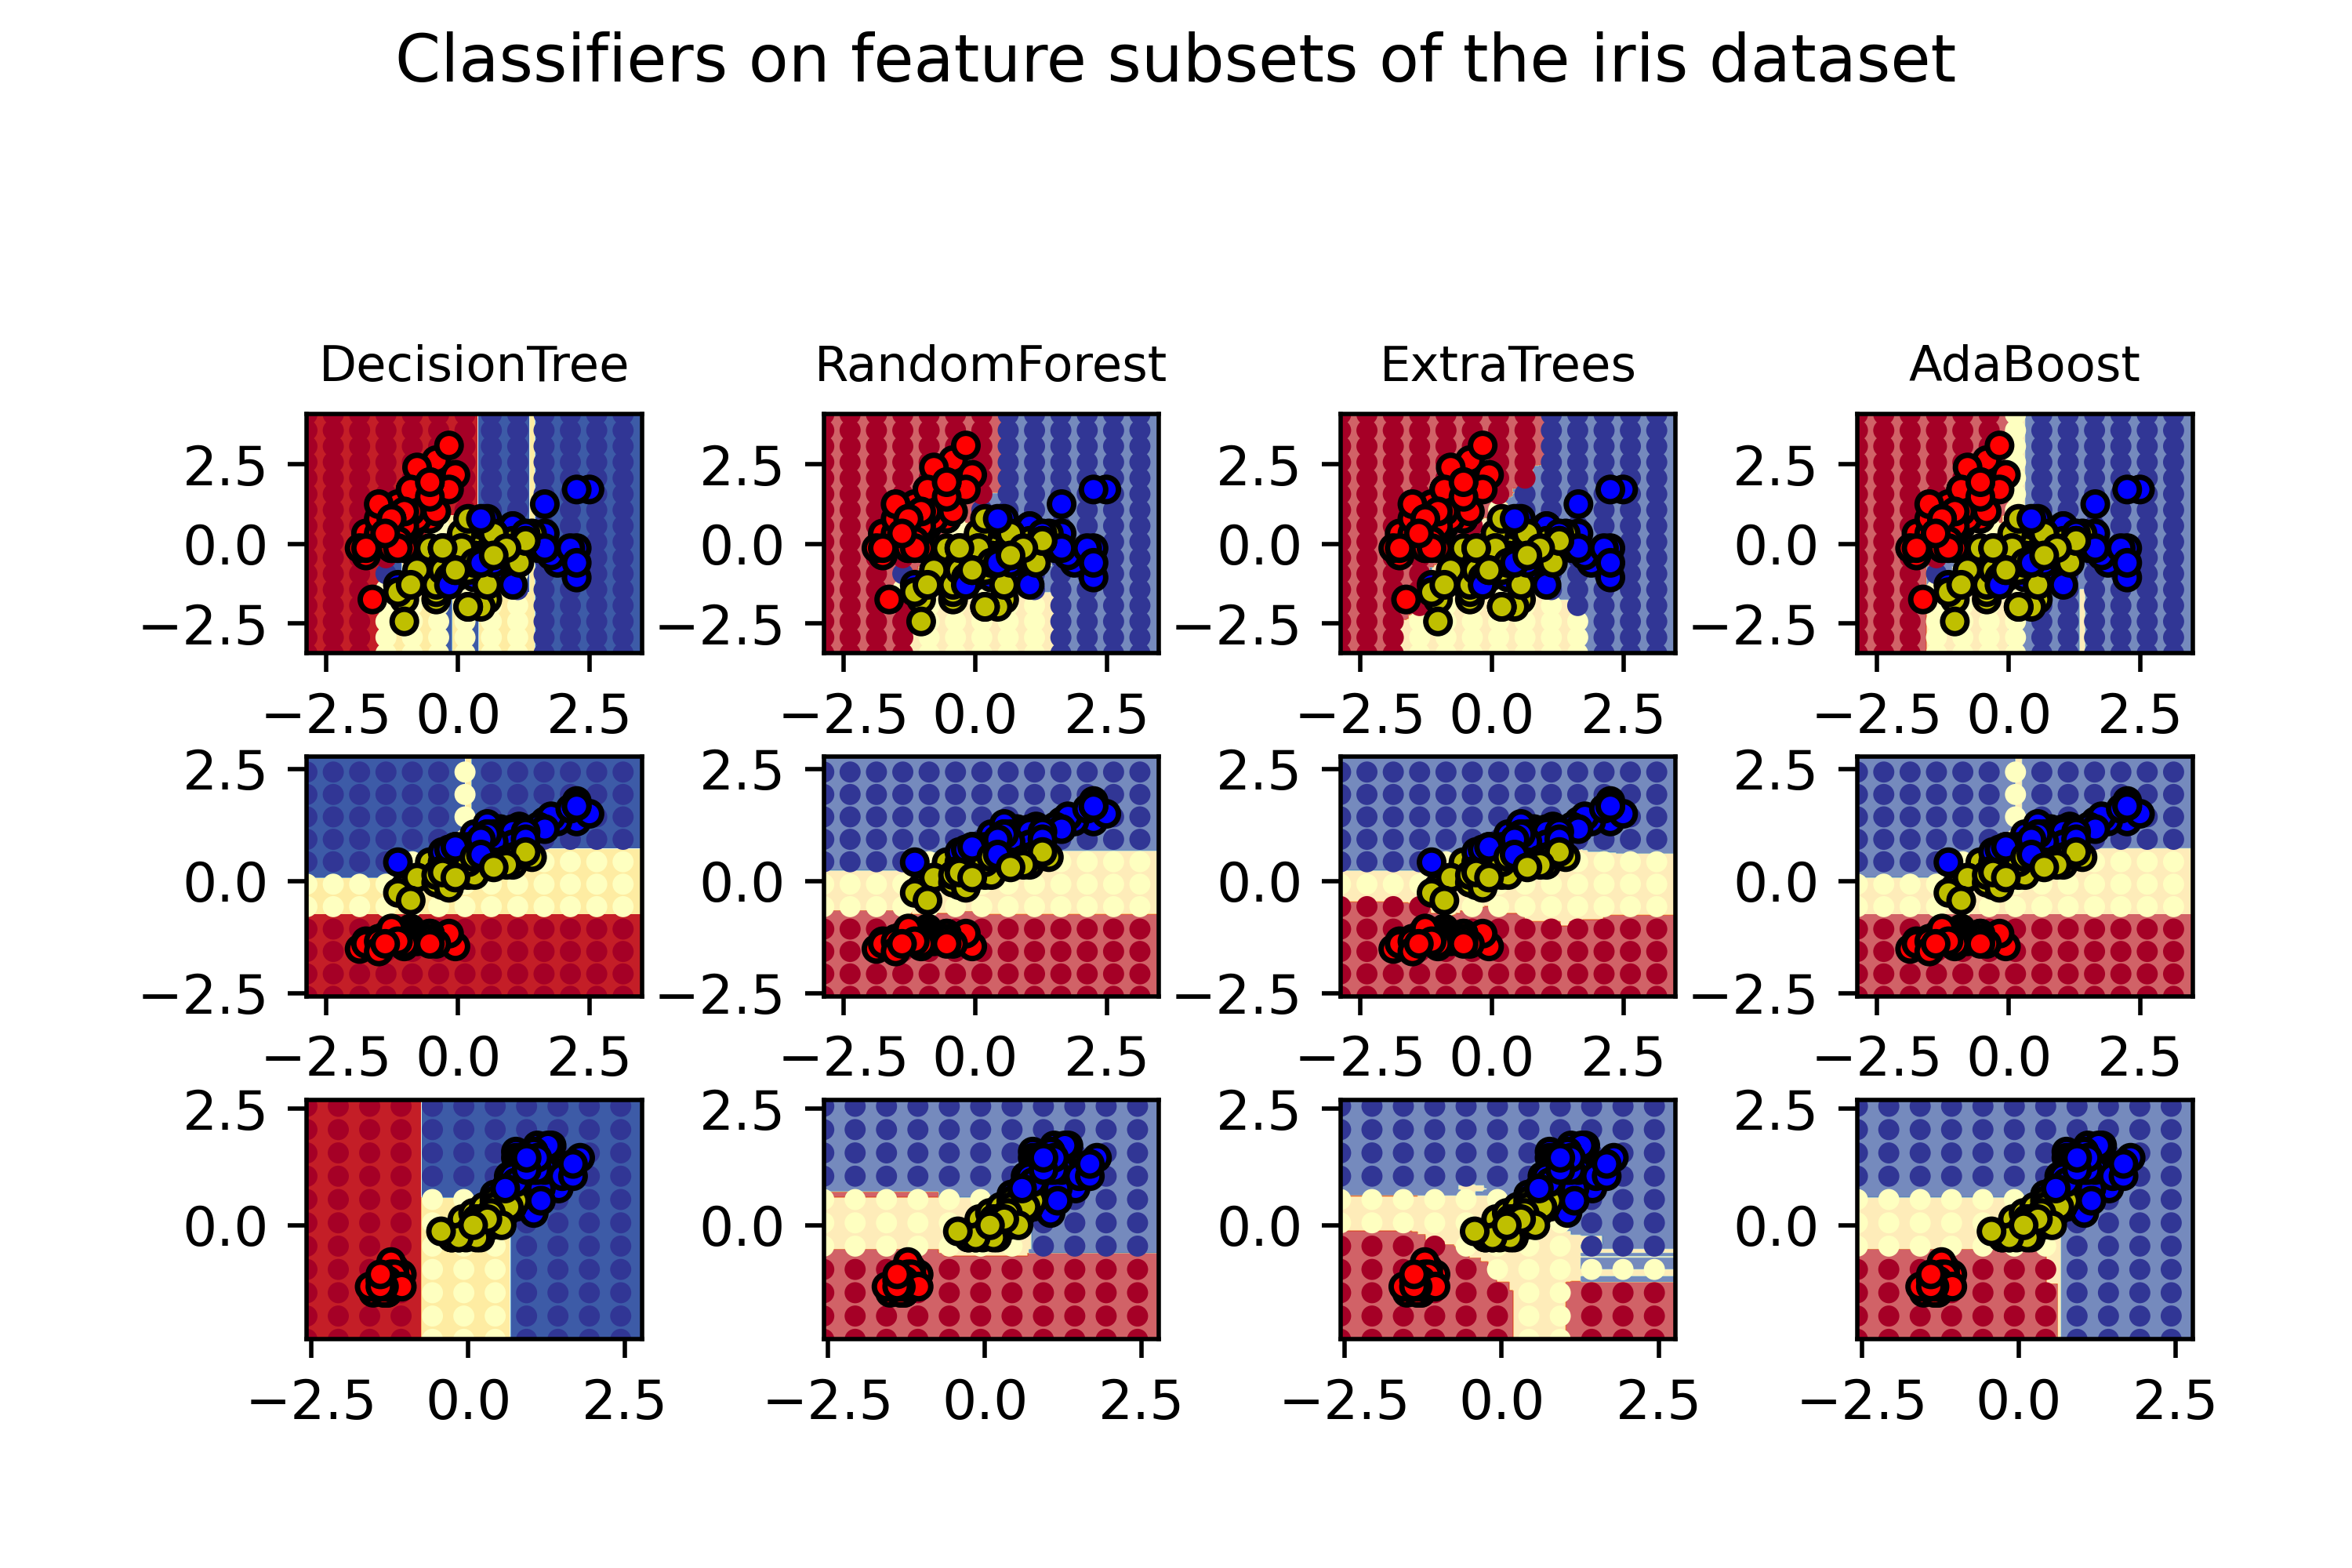 Classifiers on feature subsets of the iris dataset
DecisionTree RandomForest ExtraTrees AdaBoost
2.5 2.5 2.5 2.5
0.0 0.0 0.0 0.0
−2.5 −2.5 −2.5 −2.5
−2.5 0.0 2.5 −2.5 0.0 2.5 −2.5 0.0 2.5 −2.5 0.0 2.5
2.5 2.5 2.5 2.5
0.0 0.0 0.0 0.0
−2.5 −2.5 −2.5 −2.5
−2.5 0.0 2.5 −2.5 0.0 2.5 −2.5 0.0 2.5 −2.5 0.0 2.5
2.5 2.5 2.5 2.5
0.0 0.0 0.0 0.0
−2.5 0.0 2.5 −2.5 0.0 2.5 −2.5 0.0 2.5 −2.5 0.0 2.5